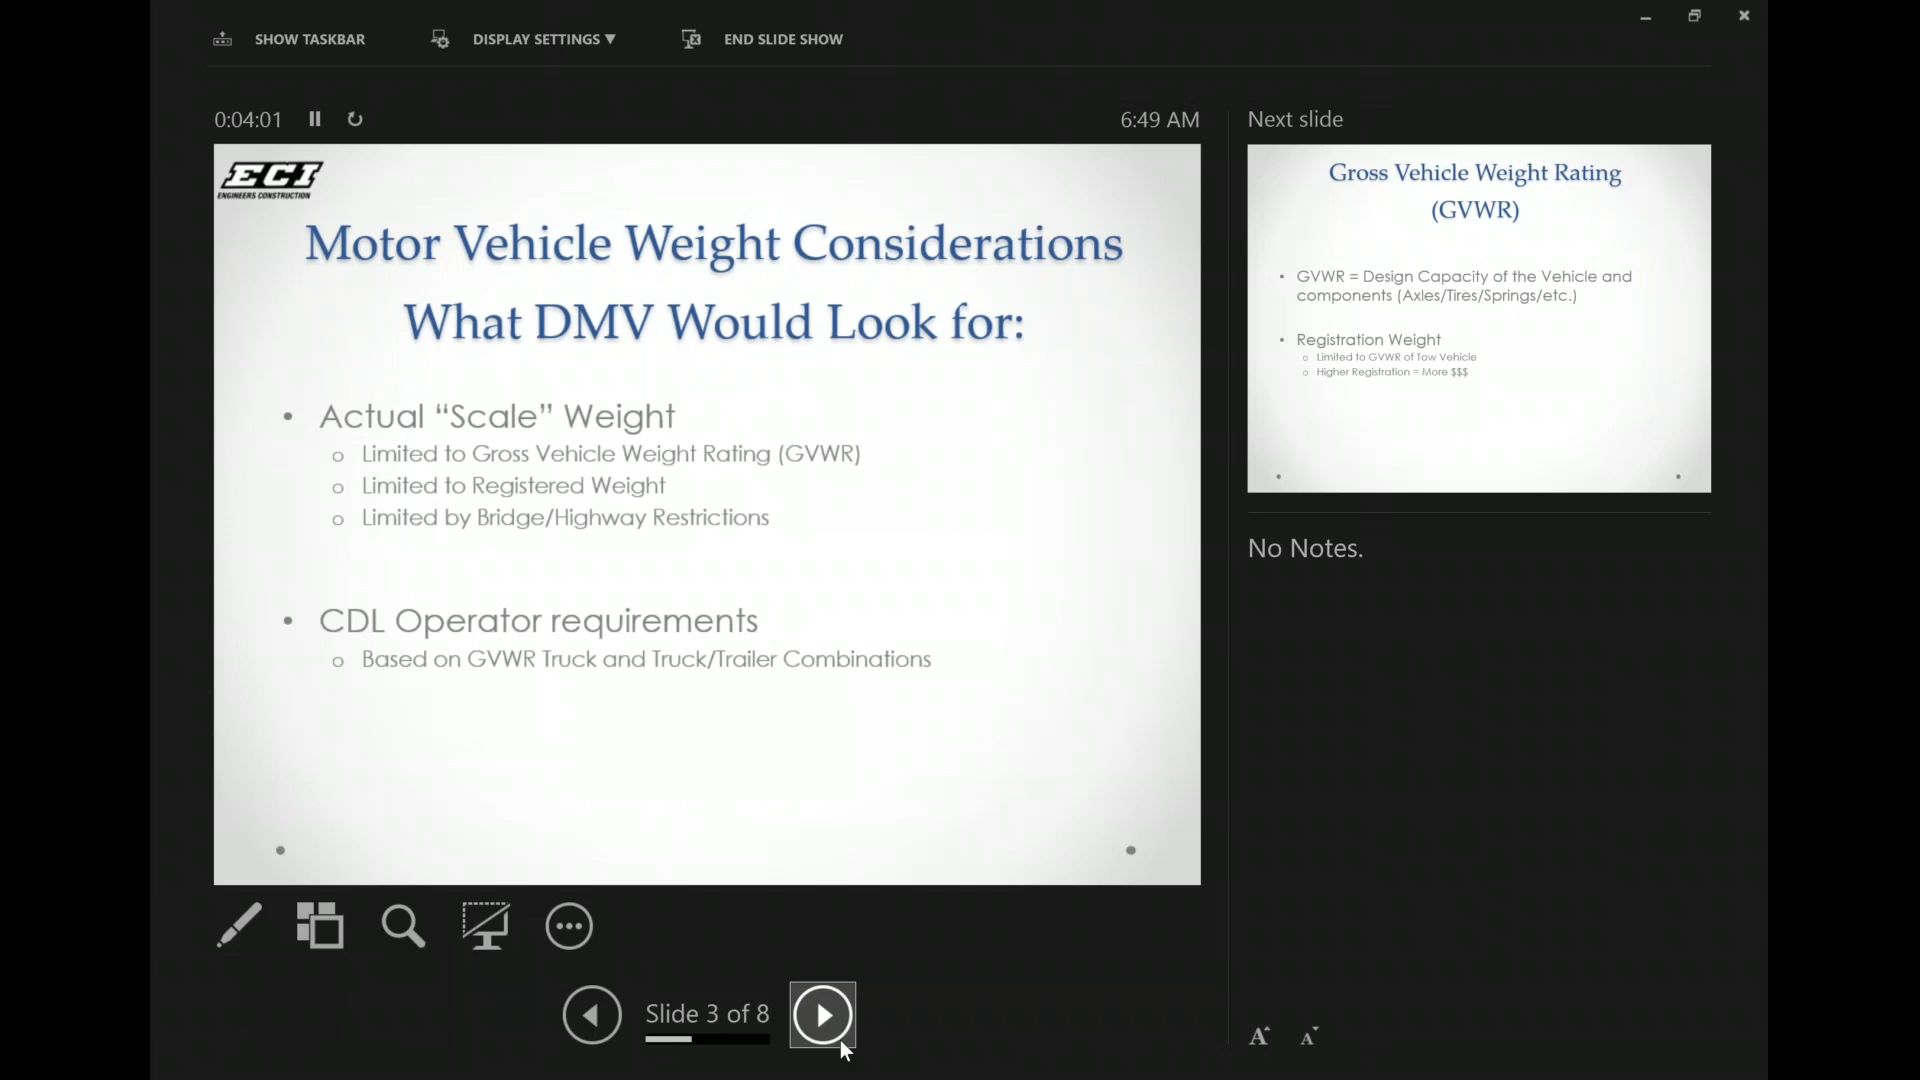 SHOW TASKBAR
DISPLAY SETTINGS ▼
END SLIDE SHOW
0:04:01
6:49 AM
ECI
ENGINEERS CONSTRUCTION
Motor Vehicle Weight Considerations
What DMV Would Look for:
• Actual “Scale” Weight
o Limited to Gross Vehicle Weight Rating (GVWR)
o Limited to Registered Weight
o Limited by Bridge/Highway Restrictions
• CDL Operator requirements
o Based on GVWR Truck and Truck/Trailer Combinations
Slide 3 of 8
Next slide
Gross Vehicle Weight Rating
(GVWR)
• GVWR = Design Capacity of the Vehicle and
components (Axles/Tires/Springs/etc.)
• Registration Weight
o Limited to GVWR of Tow Vehicle
o Higher Registration = More $$$
No Notes.
A A